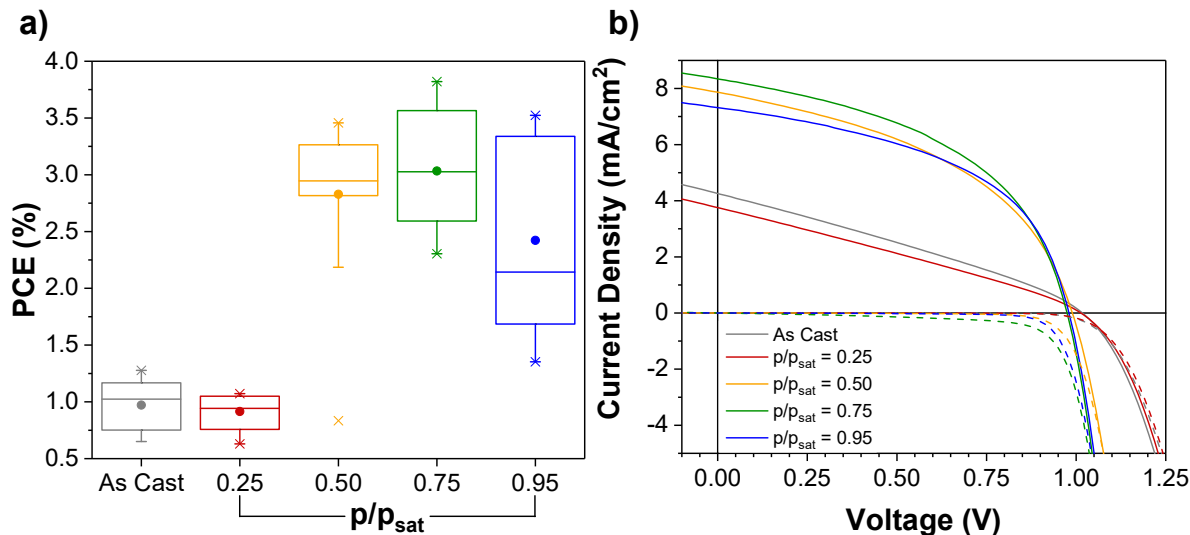 a)
PCE (%)
4.0
3.5
3.0
2.5
2.0
1.5
1.0
0.5
As Cast 0.25 0.50 0.75 0.95
p/psat
b)
Current Density (mA/cm²)
8
6
4
2
0
-2
-4
As Cast
p/psat = 0.25
p/psat = 0.50
p/psat = 0.75
p/psat = 0.95
0.00 0.25 0.50 0.75 1.00 1.25
Voltage (V)